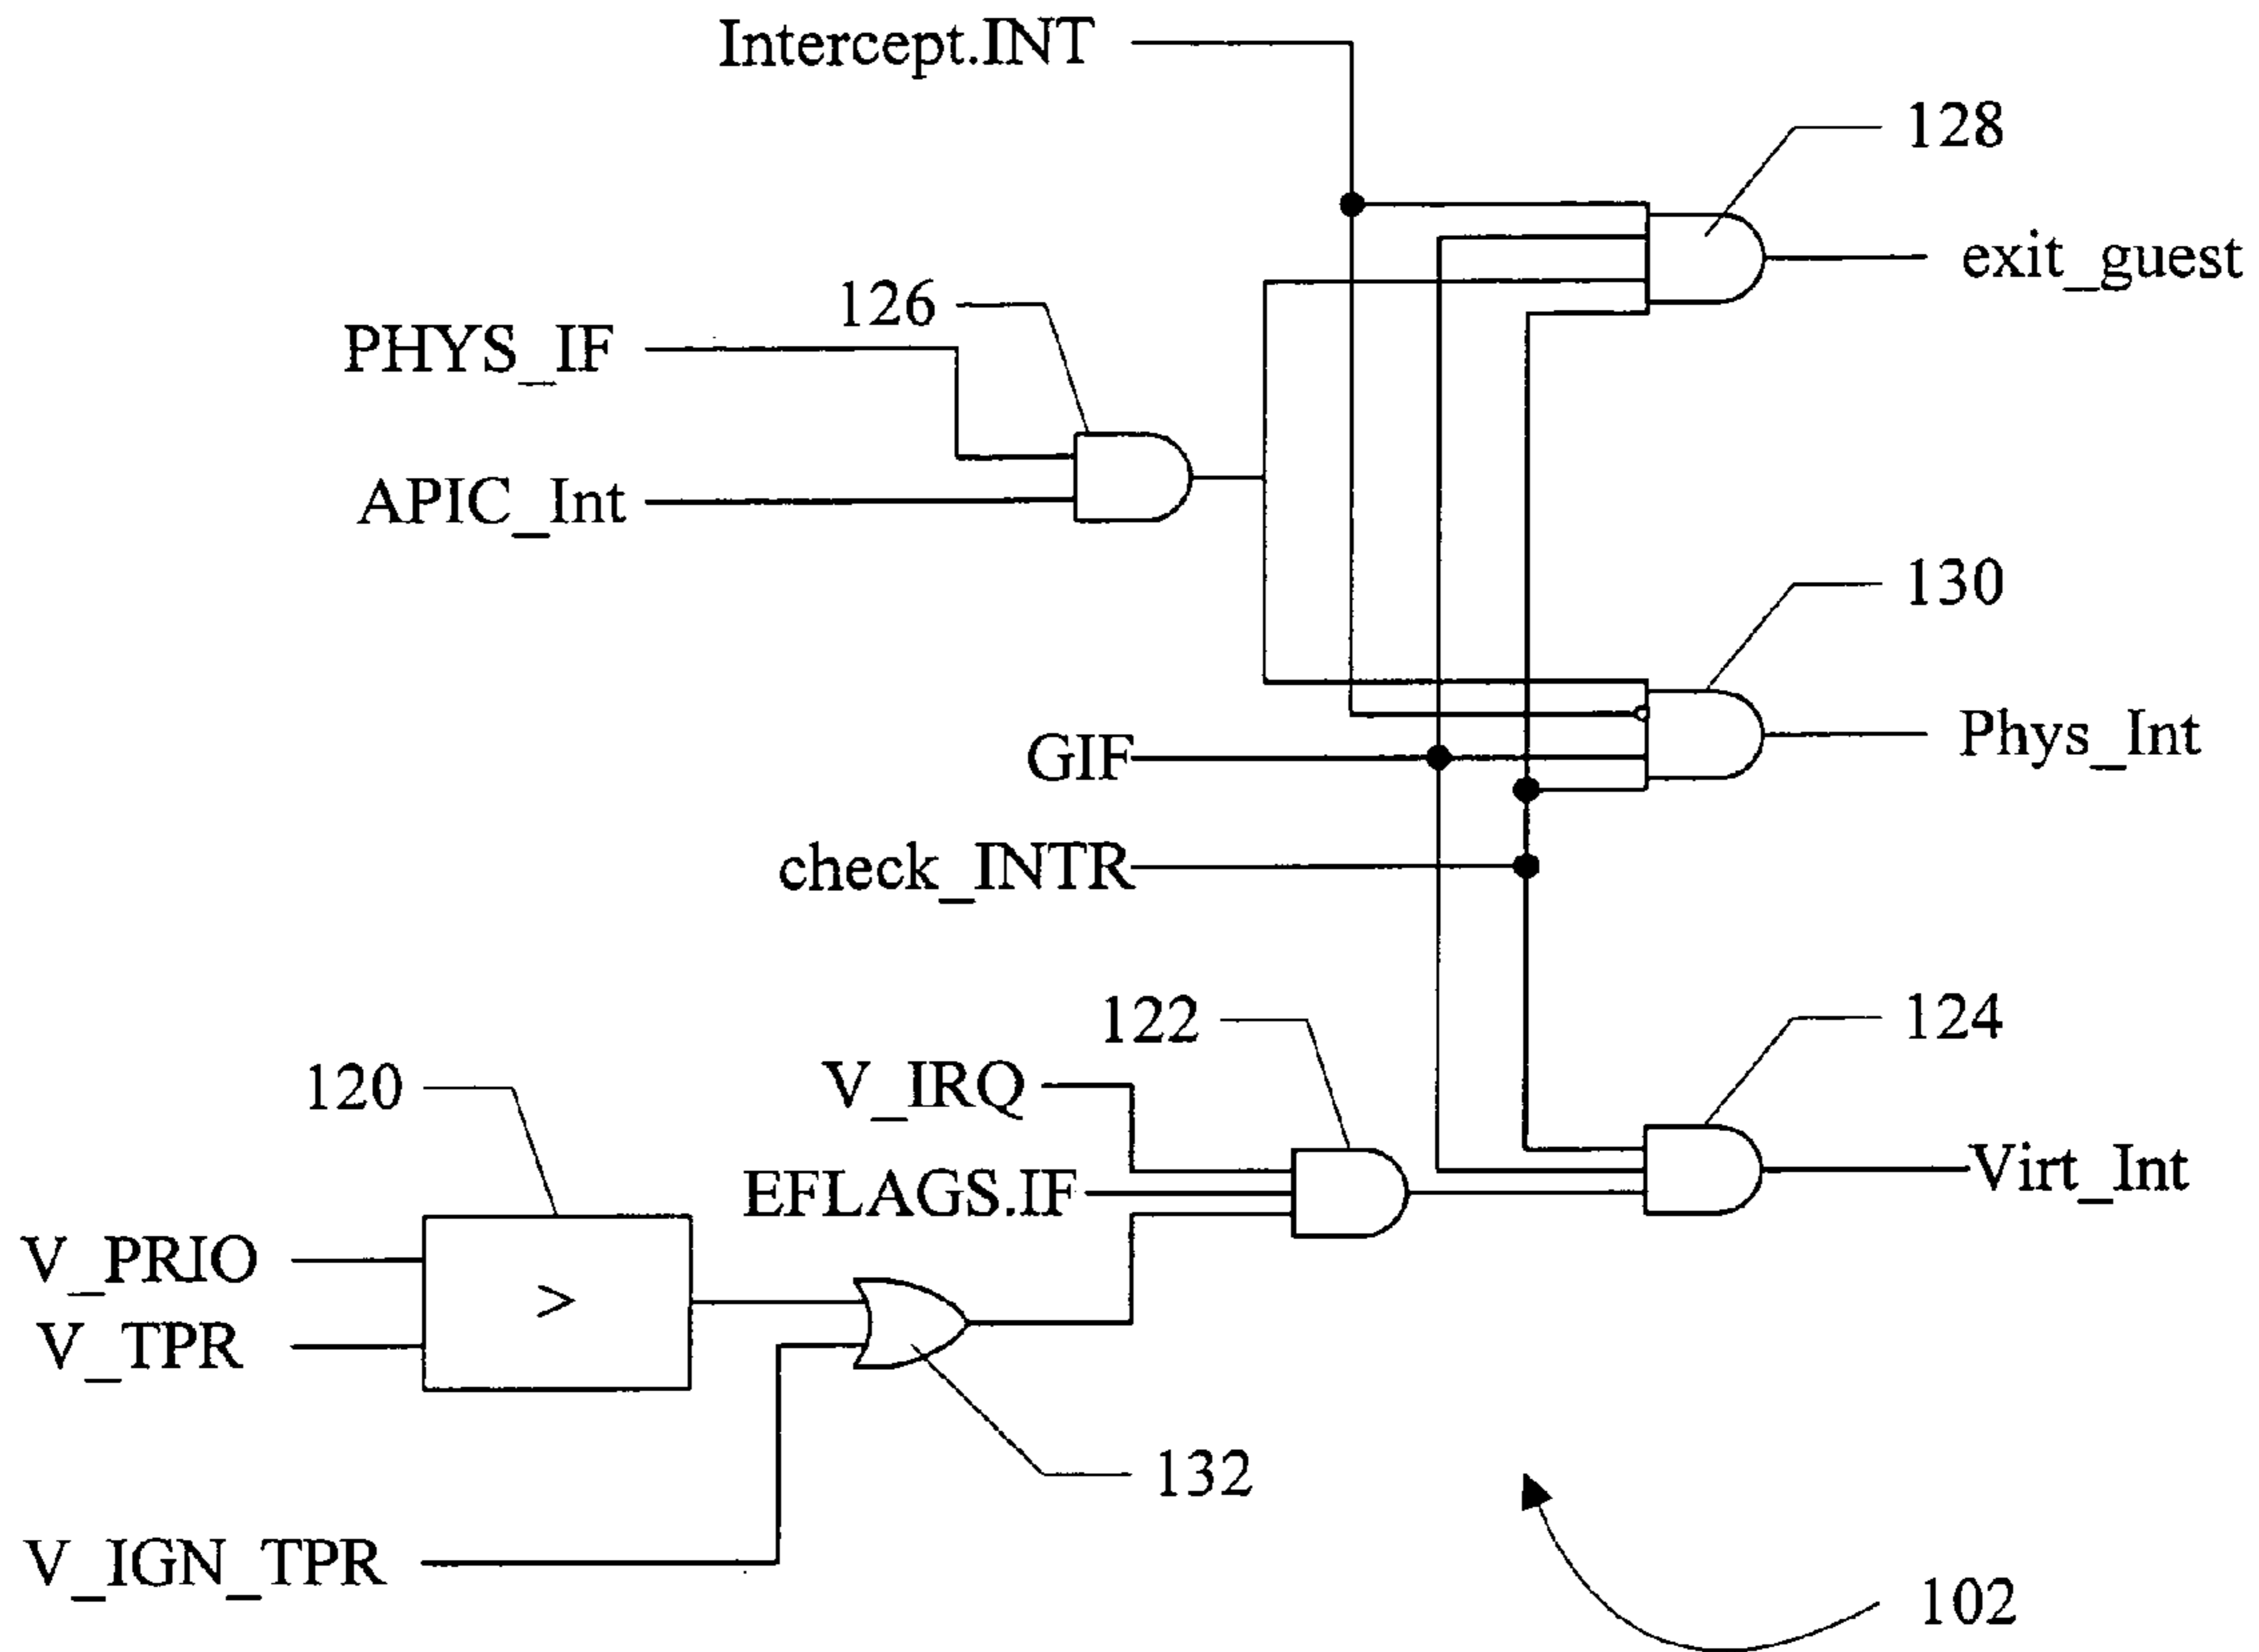 Intercept.INT
128
exit_guest
126
PHYS_IF
APIC_Int
130
Phys_Int
GIF
check_INTR
122
124
V_IRQ
120
EFLAGS.IF
Virt_Int
V_PRIO
>
V_TPR
132
V_IGN_TPR
102